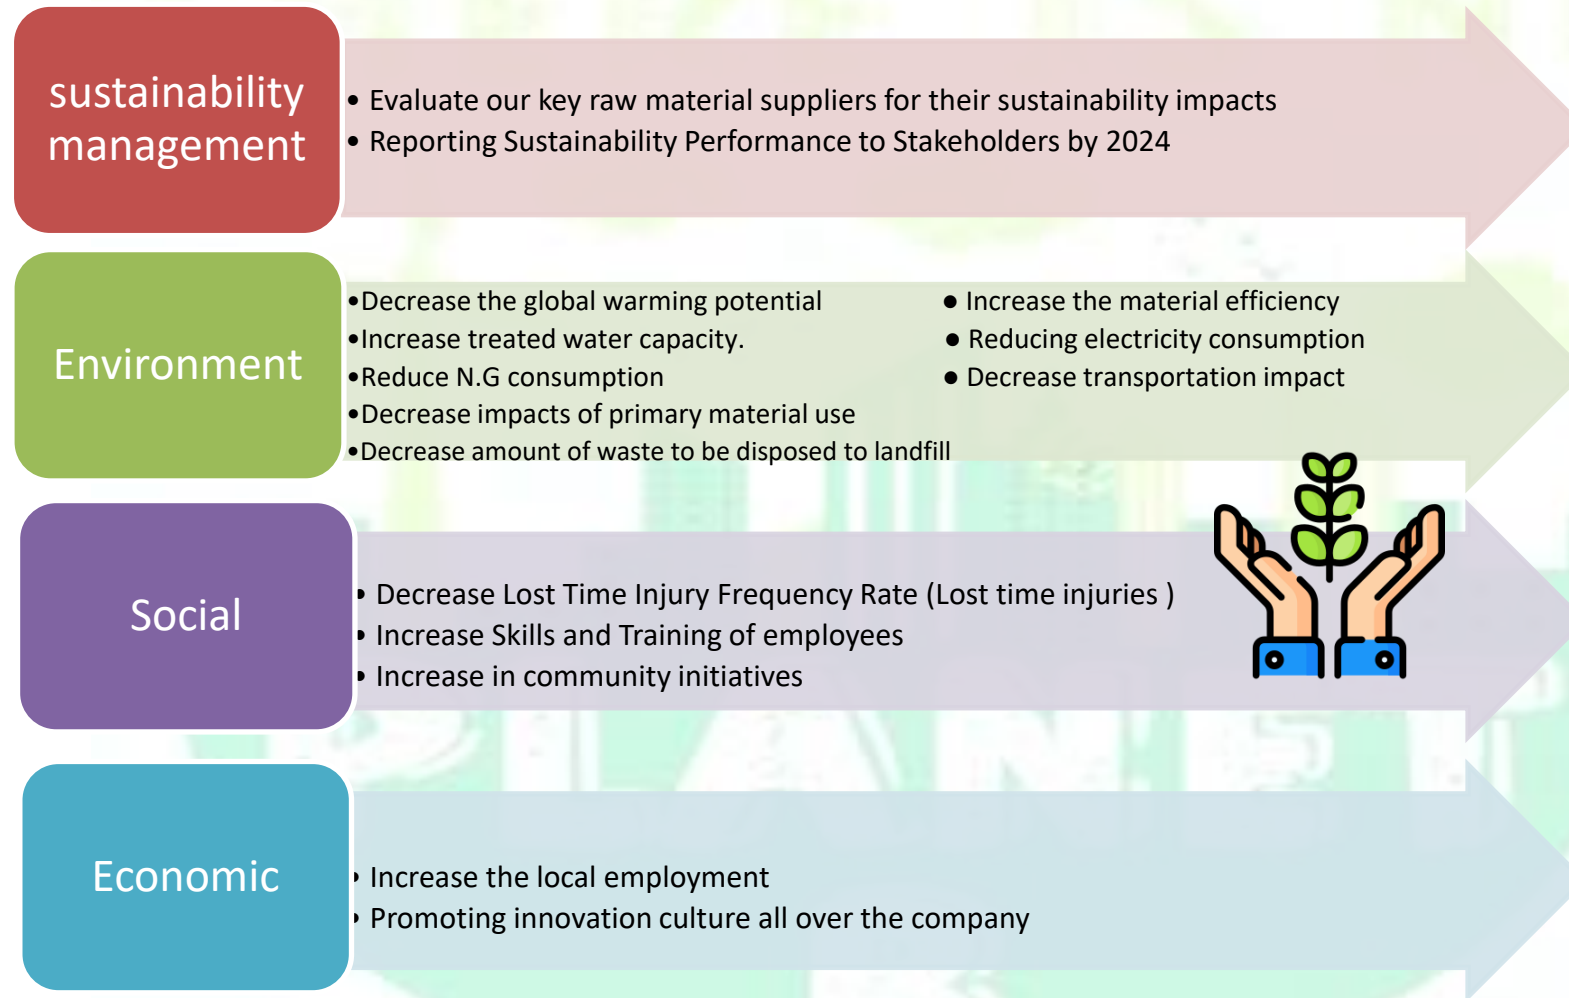 sustainability
management
• Evaluate our key raw material suppliers for their sustainability impacts
• Reporting Sustainability Performance to Stakeholders by 2024
Environment
•Decrease the global warming potential
•Increase treated water capacity.
•Reduce N.G consumption
•Decrease impacts of primary material use
•Decrease amount of waste to be disposed to landfill
● Increase the material efficiency
● Reducing electricity consumption
● Decrease transportation impact
Social
• Decrease Lost Time Injury Frequency Rate (Lost time injuries )
• Increase Skills and Training of employees
• Increase in community initiatives
Economic
• Increase the local employment
• Promoting innovation culture all over the company